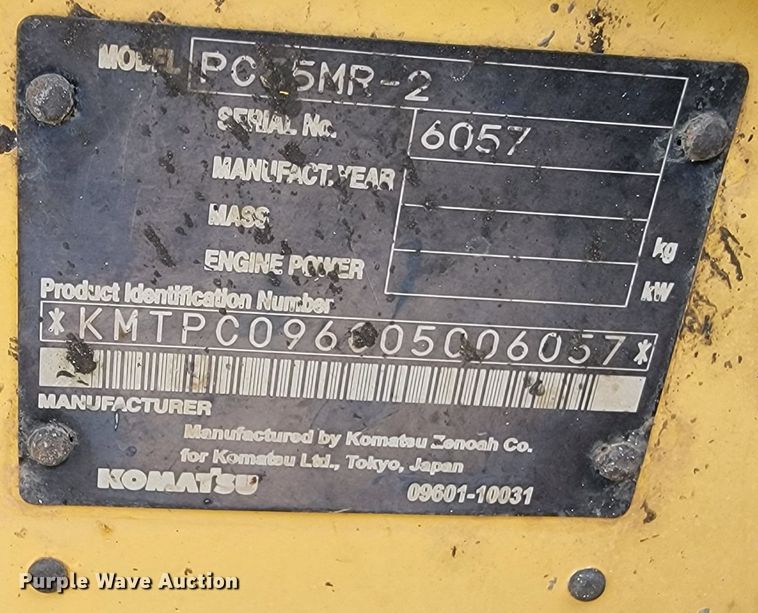 MODEL
SERIAL No. 6057
MANUFACT. YEAR
MASS kg
ENGINE POWER kW
Product Identification Number
MANUFACTURER
Manufactured by Komatsu Zenoah Co.
for Komatsu Ltd., Tokyo, Japan
KOMATSU 09601-10031
Purple Wave Auction